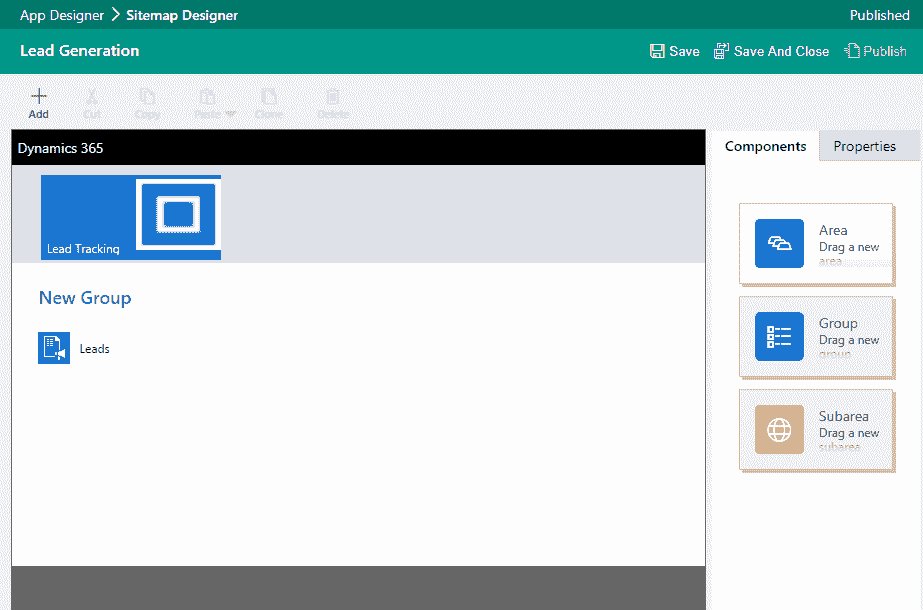 App Designer > Sitemap Designer
Published
Lead Generation
Save
Save And Close
Publish
Add
Cut
Copy
Paste
Clone
Delete
Dynamics 365
Components
Properties
Lead Tracking
New Group
Leads
Area
Drag a new
area
Group
Drag a new
group
Subarea
Drag a new
subarea